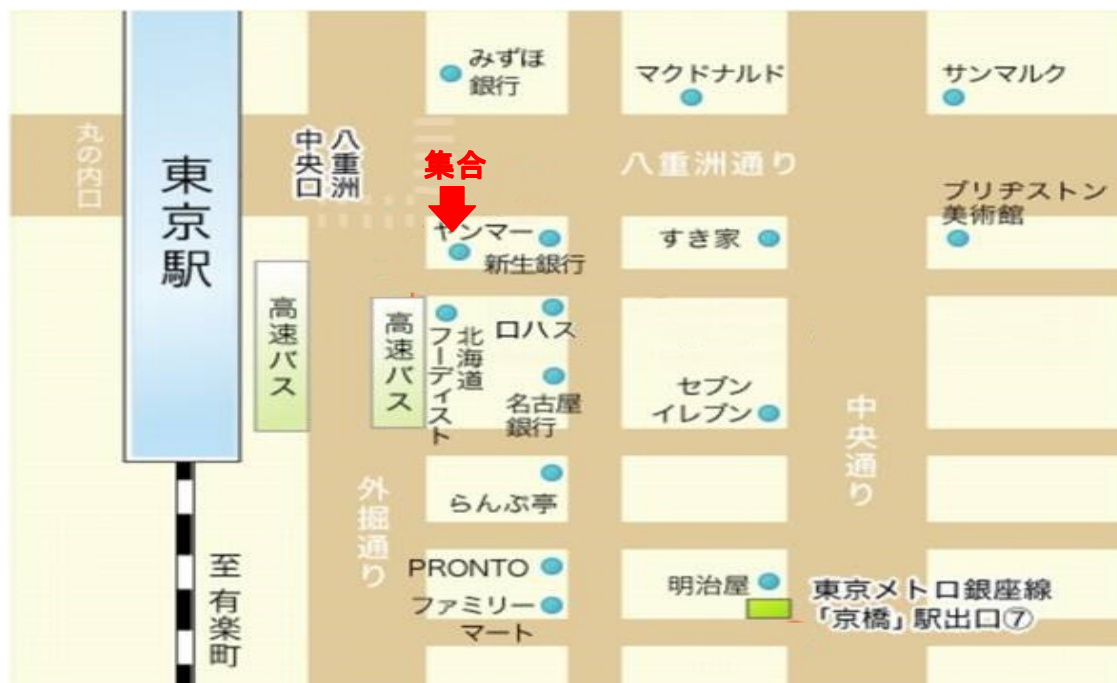 みずほ
銀行
マクドナルド
サンマルク
丸の内口
東京駅
八重洲
中央口
集合
八重洲通り
ブリヂストン
美術館
ヤンマー
新生銀行
すき家
高速バス
高速バス
北海道
フーディスト
ロハス
名古屋
銀行
セブン
イレブン
中央通り
らんぷ亭
外掘通り
PRONTO
ファミリー
マート
明治屋
東京メトロ銀座線
「京橋」駅出口⑦
至 有楽町